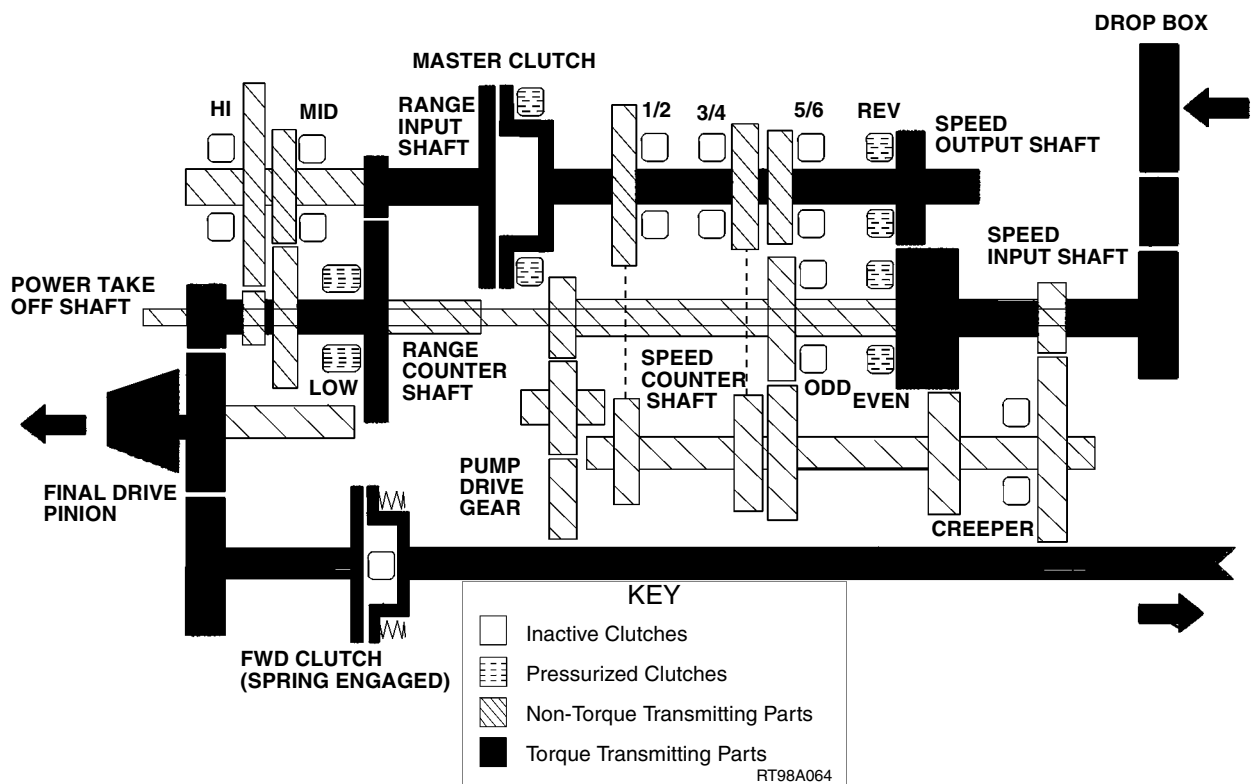 DROP BOX
MASTER CLUTCH
HI
MID
RANGE
INPUT
SHAFT
1/2
3/4
5/6
REV
SPEED
OUTPUT SHAFT
SPEED
INPUT SHAFT
POWER TAKE
OFF SHAFT
LOW
RANGE
COUNTER
SHAFT
SPEED
COUNTER
SHAFT
ODD
EVEN
FINAL DRIVE
PINION
PUMP
DRIVE
GEAR
CREEPER
FWD CLUTCH
(SPRING ENGAGED)
KEY
Inactive Clutches
Pressurized Clutches
Non-Torque Transmitting Parts
Torque Transmitting Parts
RT98A064